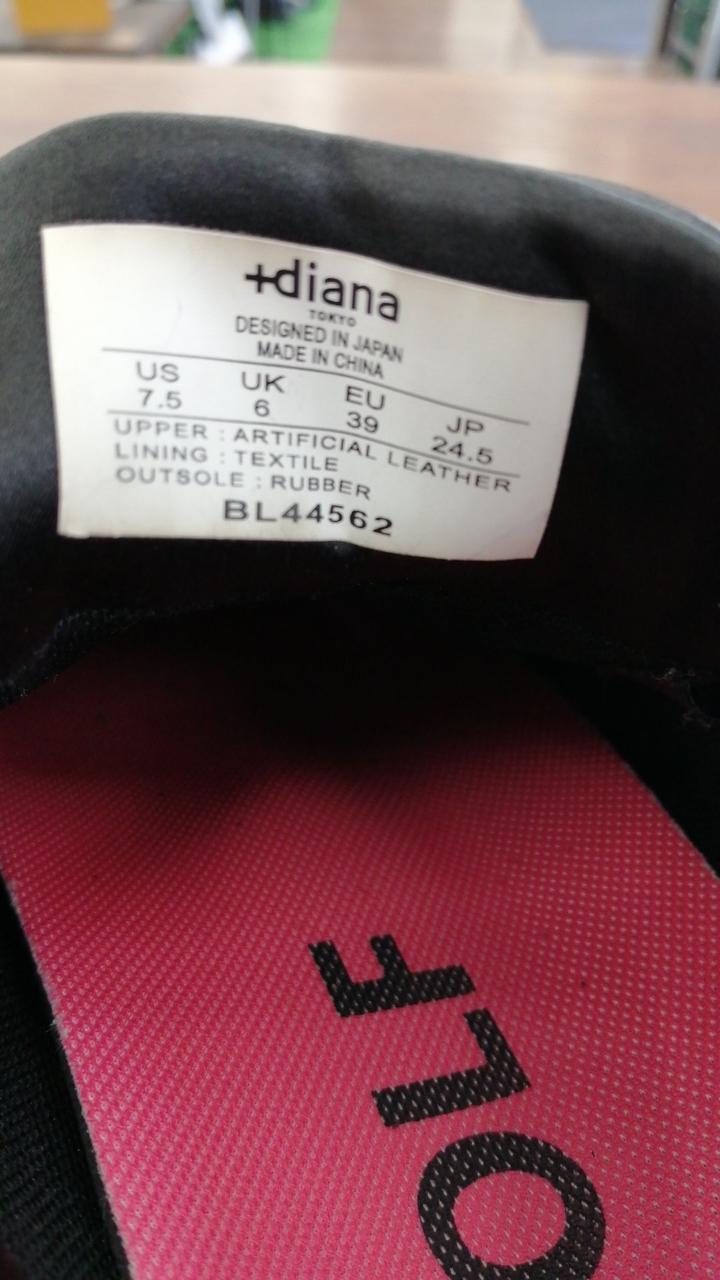 +diana
TOKYO
DESIGNED IN JAPAN
MADE IN CHINA
US UK EU JP
7.5 6 39 24.5
UPPER : ARTIFICIAL LEATHER
LINING : TEXTILE
OUTSOLE : RUBBER
BL44562
OLF